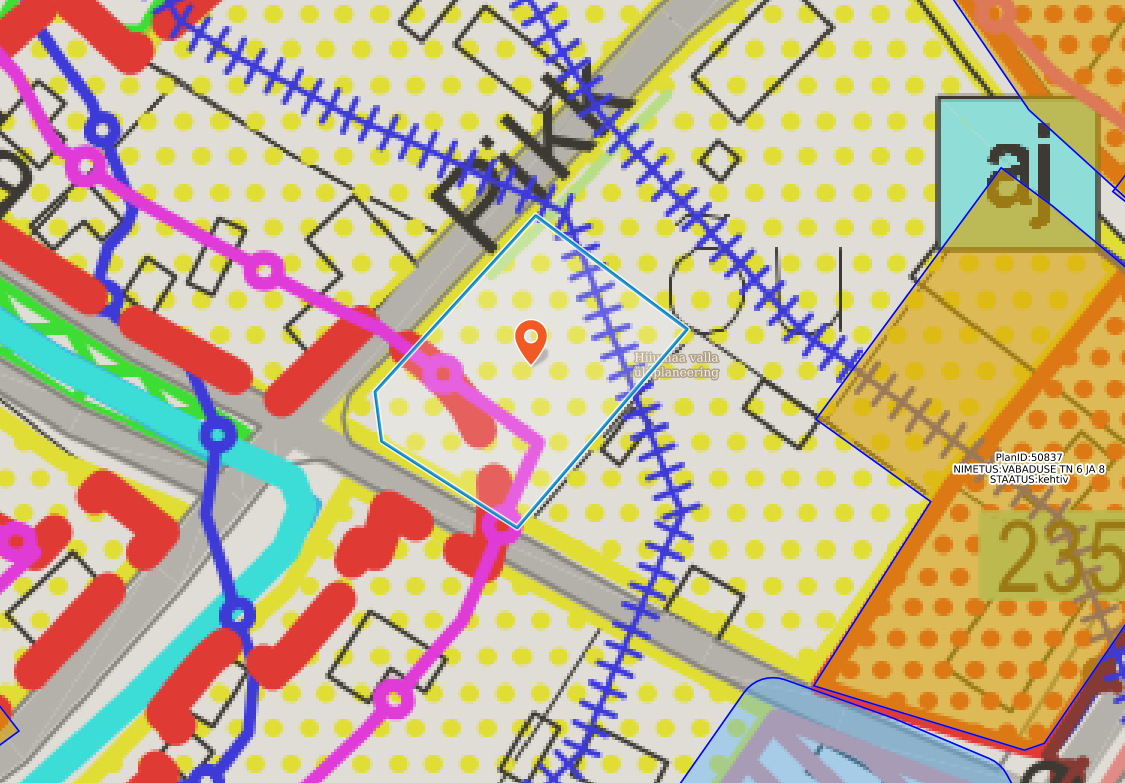 Pikk
aj
Hiiumaa valla
üldplaneering
PlanID:50837
NIMETUS:VABADUSE TN 6 JA 8
STAATUS:kehtiv
235